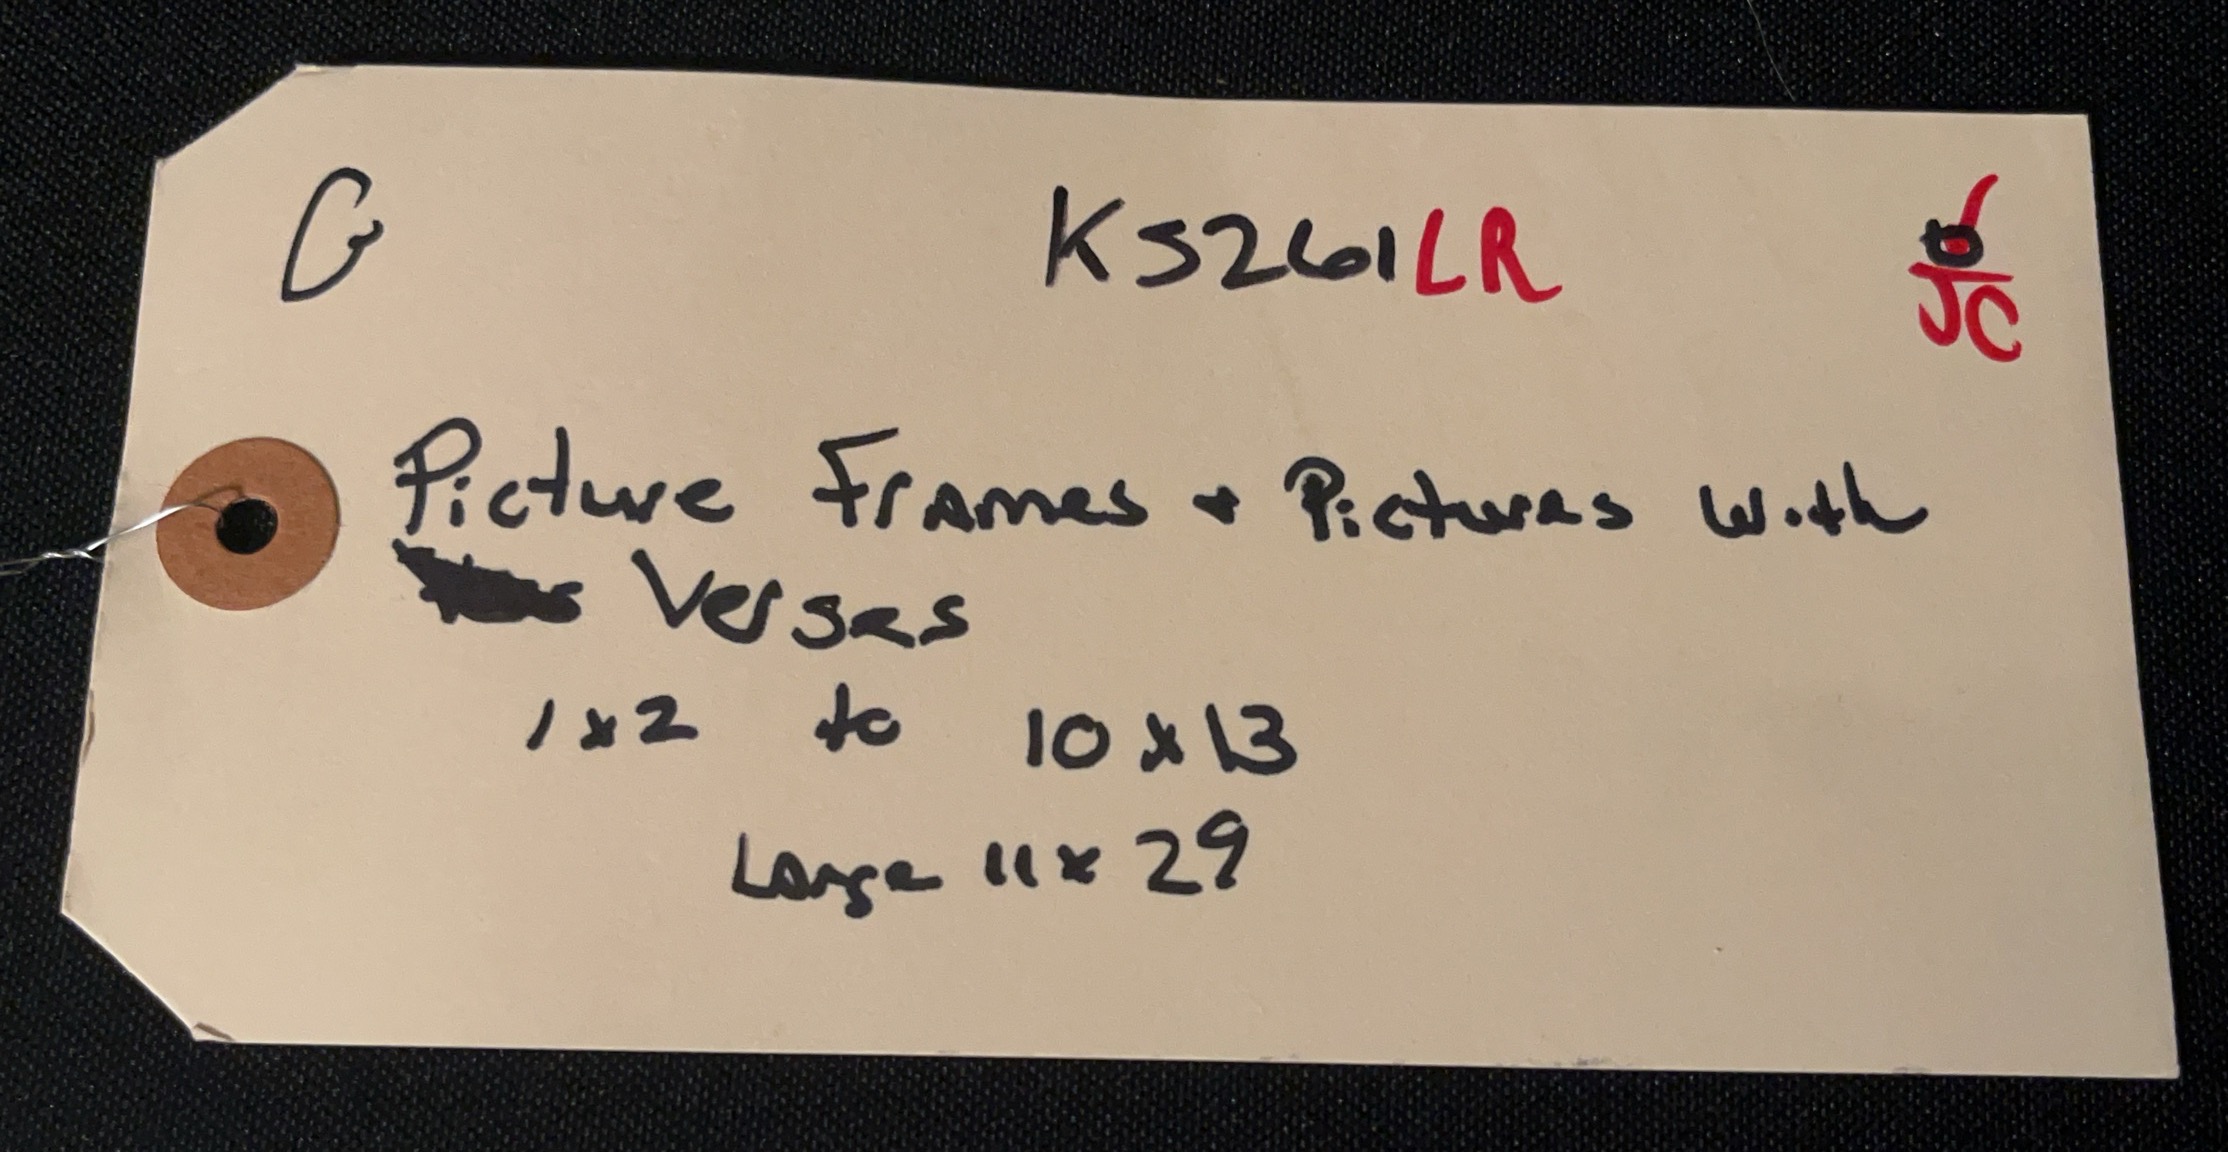 G K5261LR
JC
Picture Frames + Pictures with
Verses
1x2 to 10x13
Large 11x29